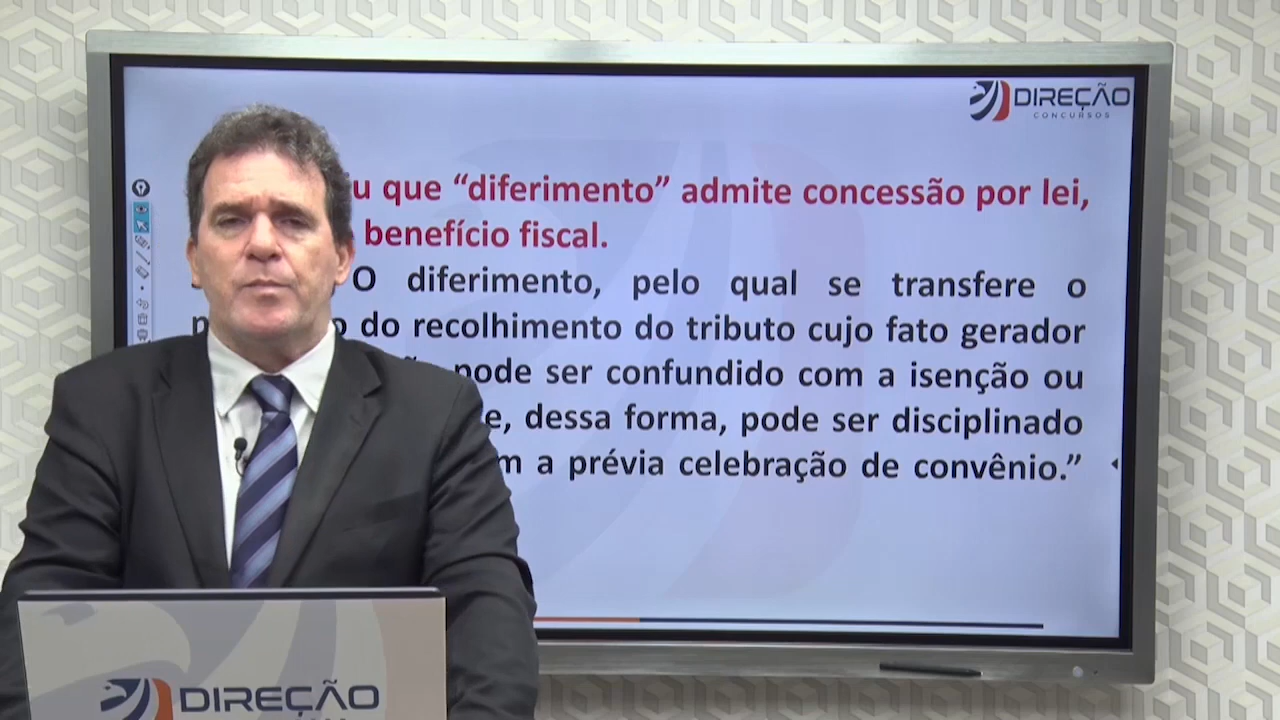 DIREÇÃO
CONCURSOS
u que “diferimento” admite concessão por lei,
benefício fiscal.
O diferimento, pelo qual se transfere o
do recolhimento do tributo cujo fato gerador
pode ser confundido com a isenção ou
e, dessa forma, pode ser disciplinado
a prévia celebração de convênio.”
DIREÇÃO